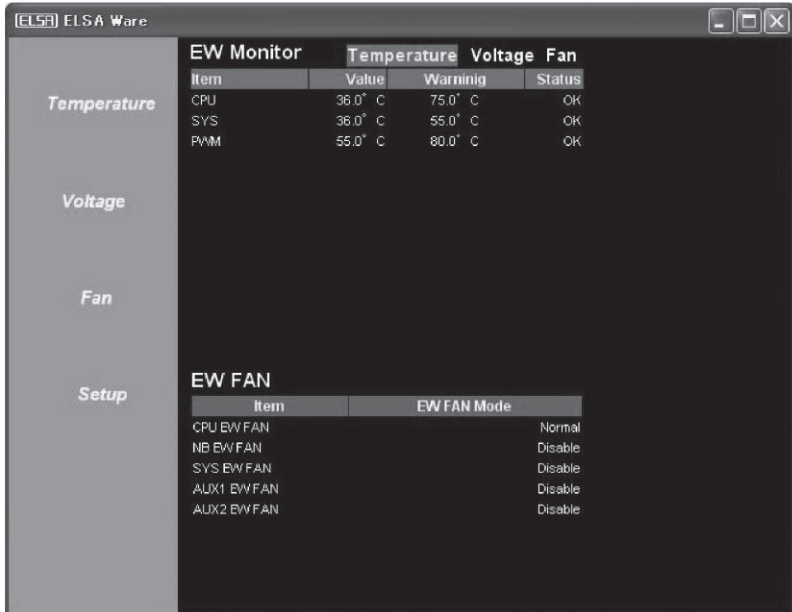 ELSA ELSA Ware
Temperature
Voltage
Fan
Setup
EW Monitor Temperature Voltage Fan
Item Value Warninig Status
CPU 36.0° C 75.0° C OK
SYS 36.0° C 55.0° C OK
PWM 55.0° C 80.0° C OK
EW FAN
Item EW FAN Mode
CPU EW FAN Normal
NB EW FAN Disable
SYS EW FAN Disable
AUX1 EW FAN Disable
AUX2 EW FAN Disable